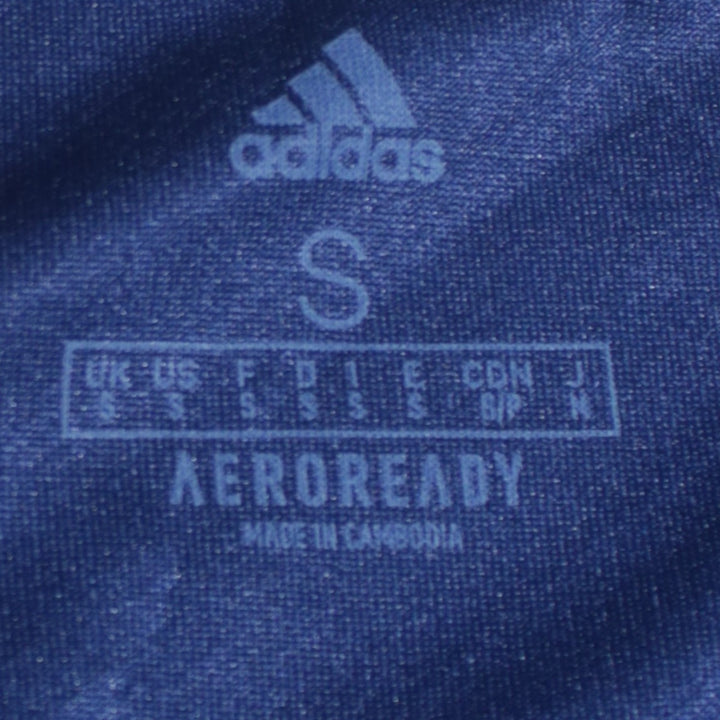 adidas
S
UK US F D I E CDN J
S S S S S S S/P
AEROREADY
MADE IN CAMBODIA